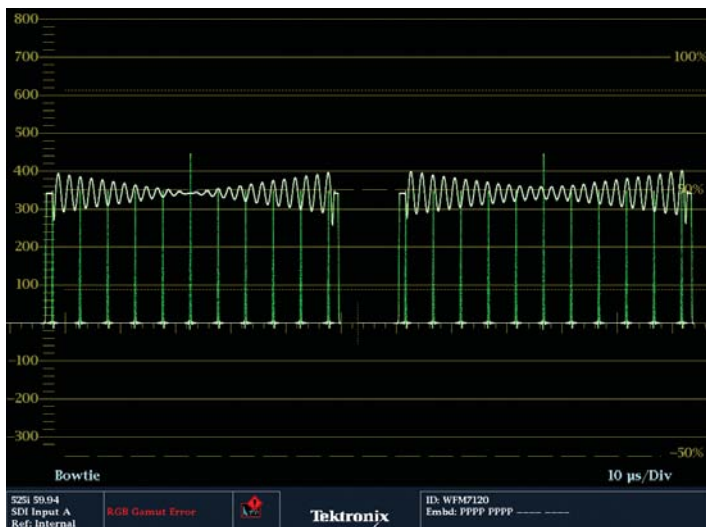 800
700
100%
600
500
400
50%
300
200
100
-100
-200
-300
-50%
Bowtie
10 µs/Div
525i 59.94
SDI Input A
Ref: Internal
RGB Gamut Error
Tektronix
ID: WFM7120
Embd: PPPP PPPP ---- ----